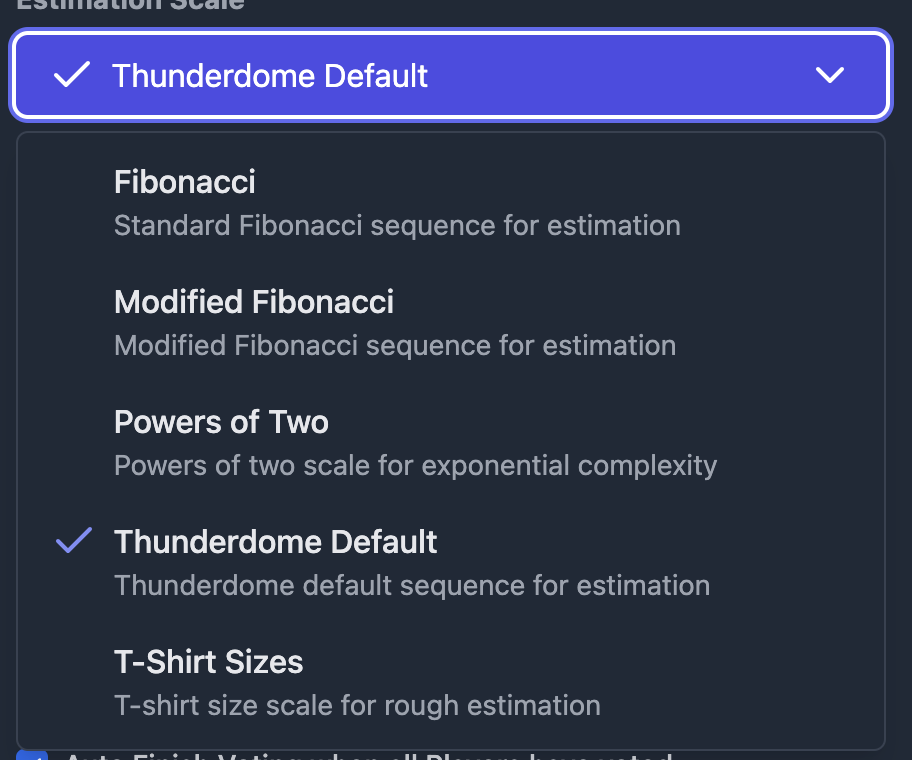 Estimation Scale
Thunderdome Default
Fibonacci
Standard Fibonacci sequence for estimation
Modified Fibonacci
Modified Fibonacci sequence for estimation
Powers of Two
Powers of two scale for exponential complexity
Thunderdome Default
Thunderdome default sequence for estimation
T-Shirt Sizes
T-shirt size scale for rough estimation
Auto Finish Voting when all Players have voted